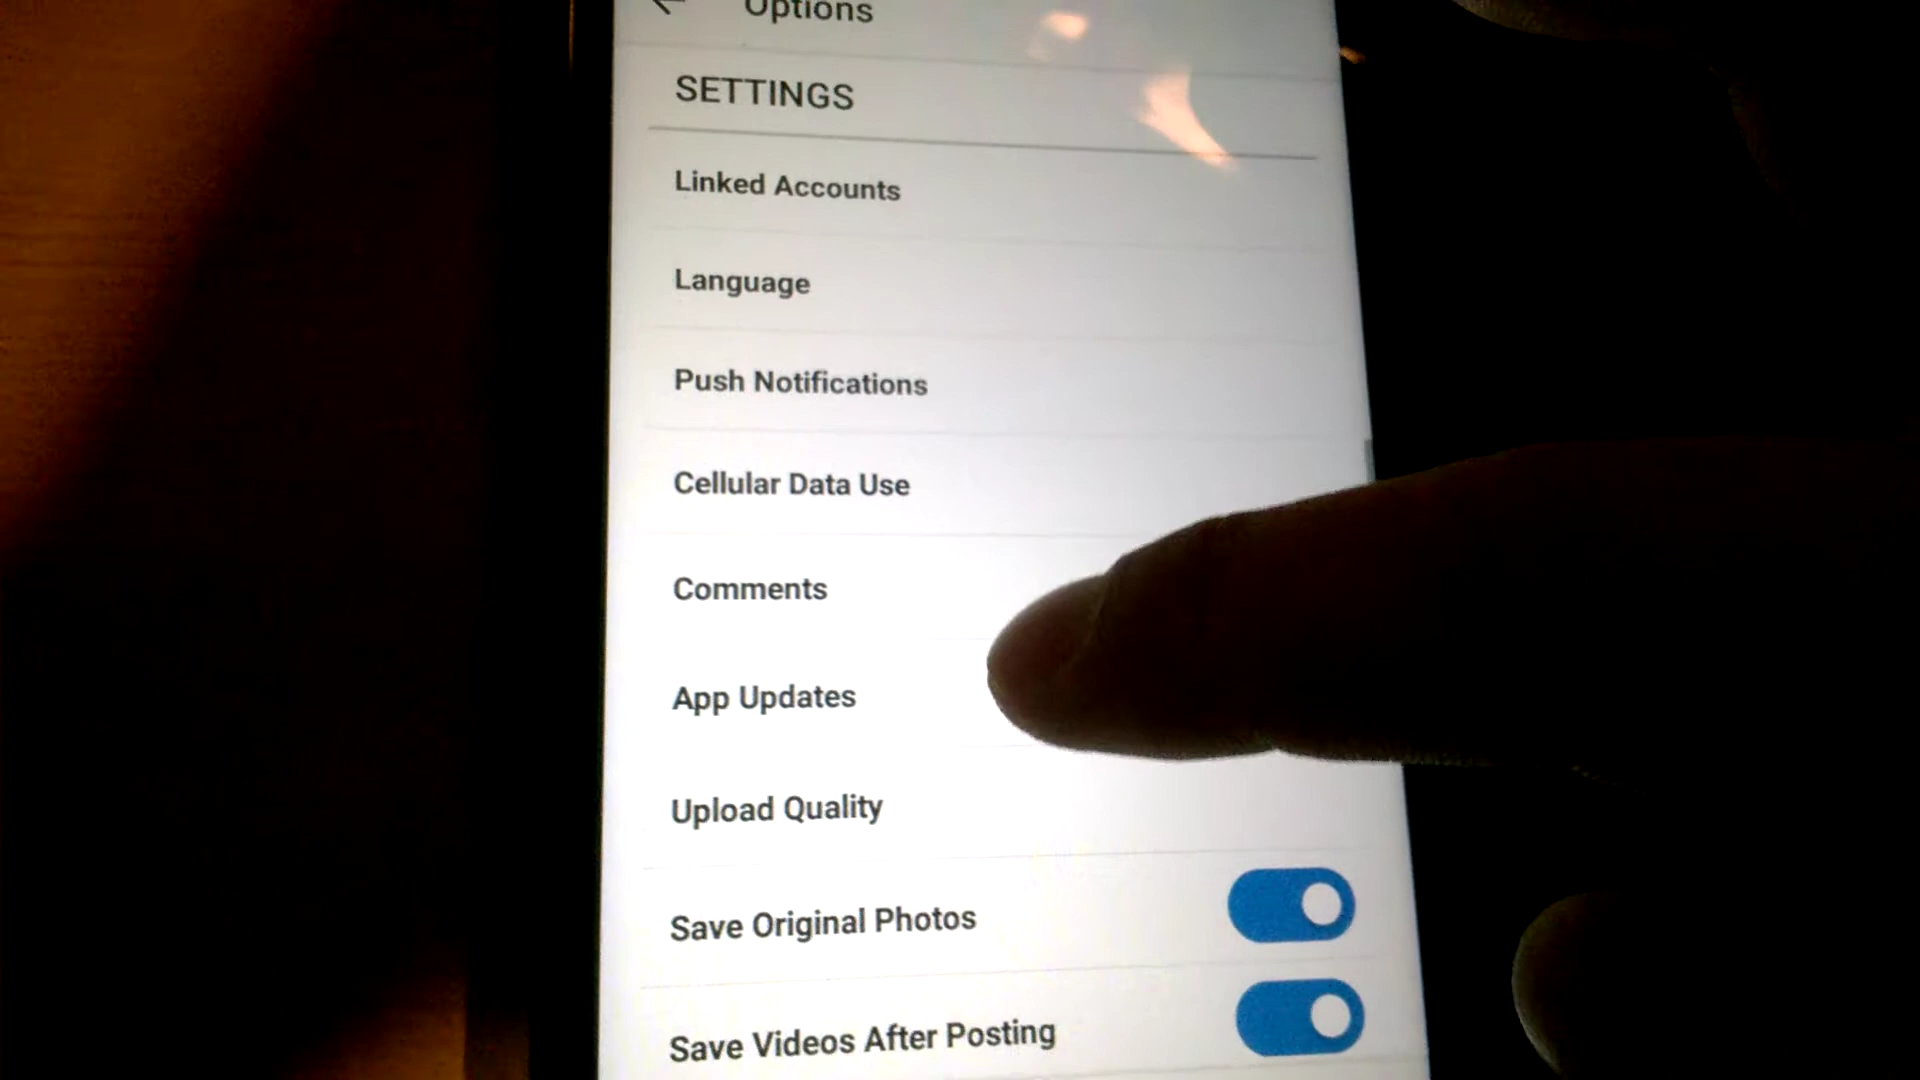 Options
SETTINGS
Linked Accounts
Language
Push Notifications
Cellular Data Use
Comments
App Updates
Upload Quality
Save Original Photos
Save Videos After Posting